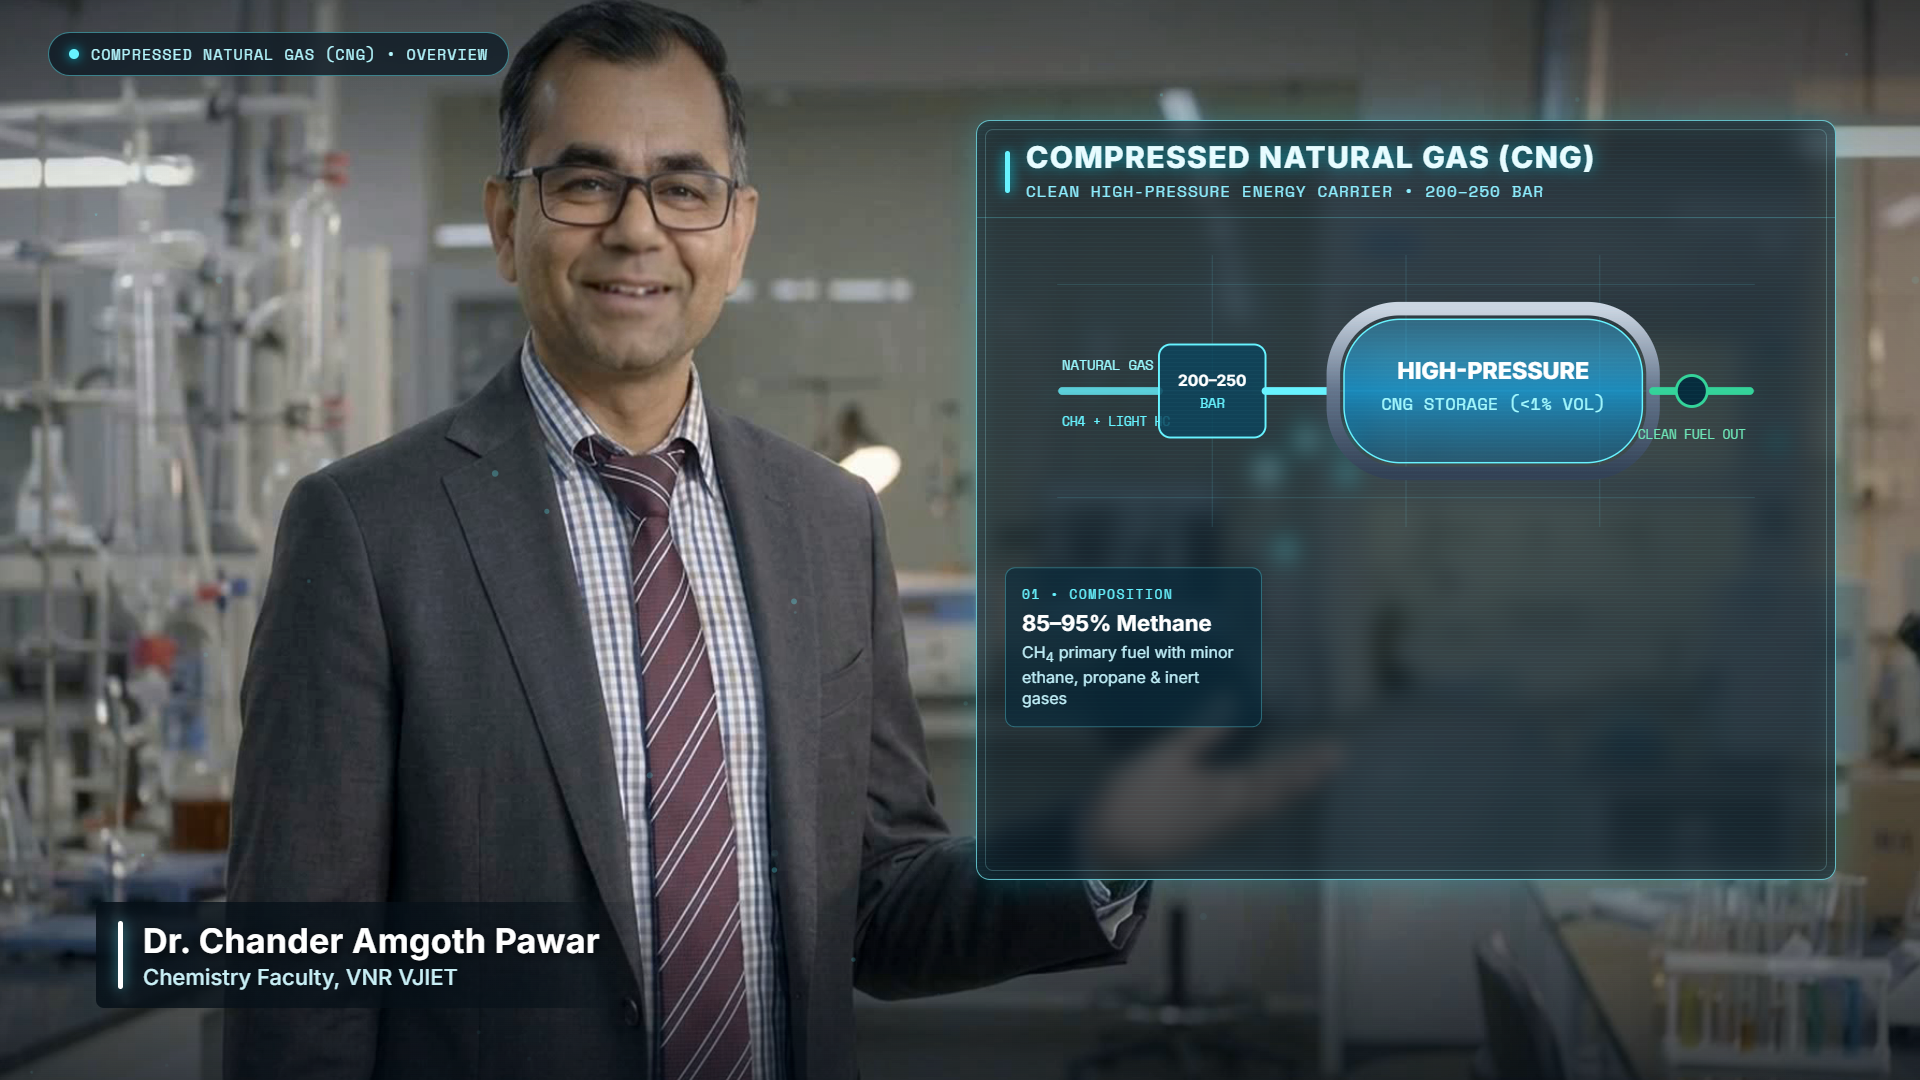 COMPRESSED NATURAL GAS (CNG) • OVERVIEW
COMPRESSED NATURAL GAS (CNG)
CLEAN HIGH-PRESSURE ENERGY CARRIER • 200–250 BAR
NATURAL GAS
CH4 + LIGHT HC
200–250
BAR
HIGH-PRESSURE
CNG STORAGE (<1% VOL)
CLEAN FUEL OUT
01 • COMPOSITION
85–95% Methane
CH₄ primary fuel with minor
ethane, propane & inert
gases
Dr. Chander Amgoth Pawar
Chemistry Faculty, VNR VJIET